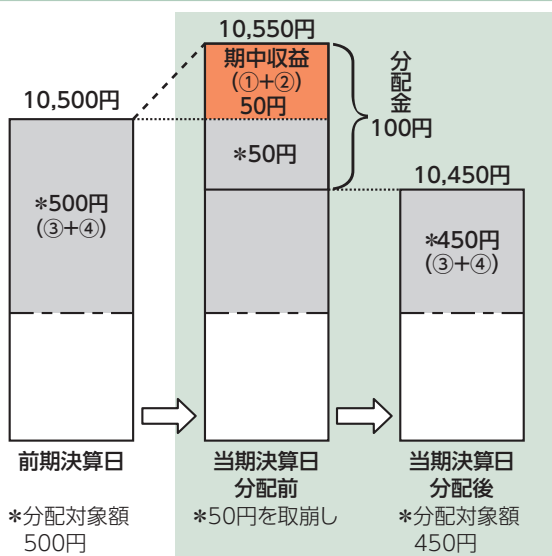 10,550円
期中収益
(①+②)
50円
分配金
100円
10,500円
*50円
10,450円
*500円
(③+④)
*450円
(③+④)
前期決算日
当期決算日
分配前
当期決算日
分配後
*分配対象額
500円
*50円を取崩し
*分配対象額
450円